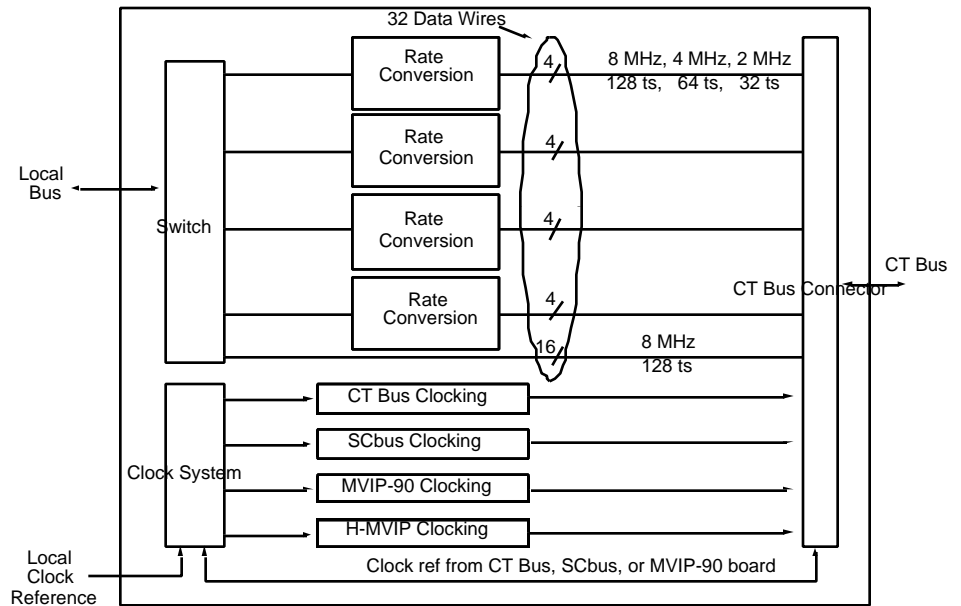 32 Data Wires
Rate
Conversion
4
8 MHz, 4 MHz, 2 MHz
128 ts, 64 ts, 32 ts
Rate
Conversion
4
Local
Bus
Switch
Rate
Conversion
4
CT Bus
CT Bus Connector
Rate
Conversion
4
16
8 MHz
128 ts
CT Bus Clocking
SCbus Clocking
Clock System
MVIP-90 Clocking
H-MVIP Clocking
Local
Clock
Reference
Clock ref from CT Bus, SCbus, or MVIP-90 board